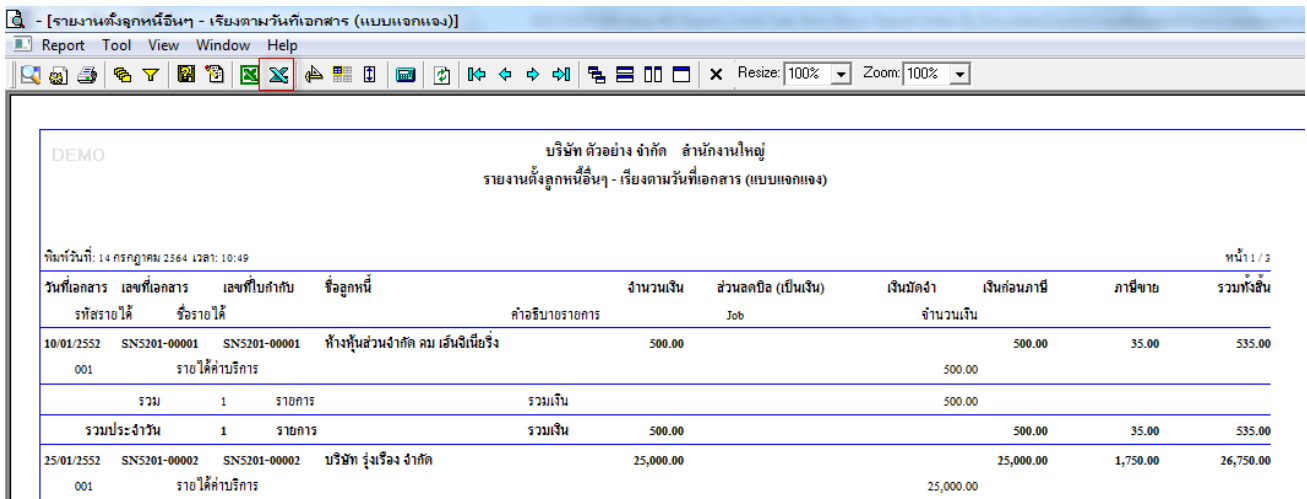 - [รายงานตั้งลูกหนี้อื่นๆ - เรียงตามวันที่เอกสาร (แบบแจกแจง)]
Report Tool View Window Help
Resize: 100% Zoom: 100%
DEMO
บริษัท ตัวอย่าง จำกัด สำนักงานใหญ่
รายงานตั้งลูกหนี้อื่นๆ - เรียงตามวันที่เอกสาร (แบบแจกแจง)
พิมพ์วันที่: 14 กรกฎาคม 2564 เวลา: 10:49 หน้า 1 / 3
วันที่เอกสาร เลขที่เอกสาร เลขที่ใบกำกับ ชื่อลูกหนี้ จำนวนเงิน ส่วนลดบิล (เป็นเงิน) เงินมัดจำ เงินก่อนภาษี ภาษีขาย รวมทั้งสิ้น
รหัสรายได้ ชื่อรายได้ คำอธิบายรายการ Job จำนวนเงิน
10/01/2552 SN5201-00001 SN5201-00001 ห้างหุ้นส่วนจำกัด คม เอ็นจิเนียริ่ง 500.00 500.00 35.00 535.00
001 รายได้ค่าบริการ 500.00
รวม 1 รายการ รวมเงิน 500.00
รวมประจำวัน 1 รายการ รวมเงิน 500.00 500.00 35.00 535.00
25/01/2552 SN5201-00002 SN5201-00002 บริษัท รุ่งเรือง จำกัด 25,000.00 25,000.00 1,750.00 26,750.00
001 รายได้ค่าบริการ 25,000.00